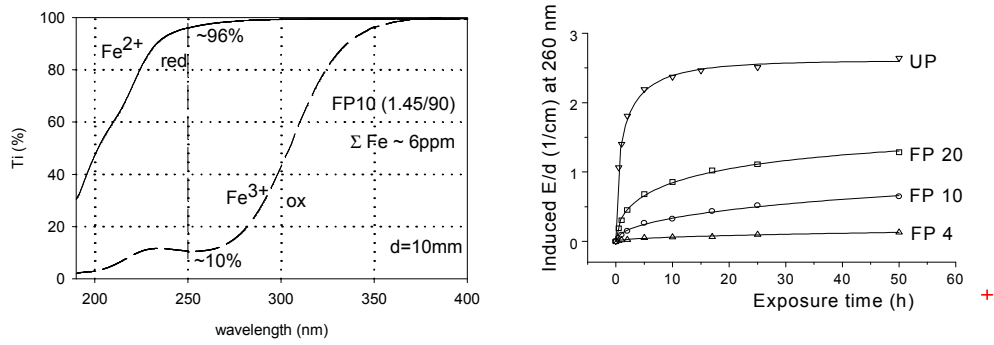 100
80
60
40
20
0
Ti (%)
200
250
300
350
400
wavelength (nm)
Fe2+
red
~96%
FP10 (1.45/90)
Σ Fe ~ 6ppm
Fe3+
ox
~10%
d=10mm
3
2
1
0
Induced E/d (1/cm) at 260 nm
0
10
20
30
40
50
60
Exposure time (h)
UP
FP 20
FP 10
FP 4
+